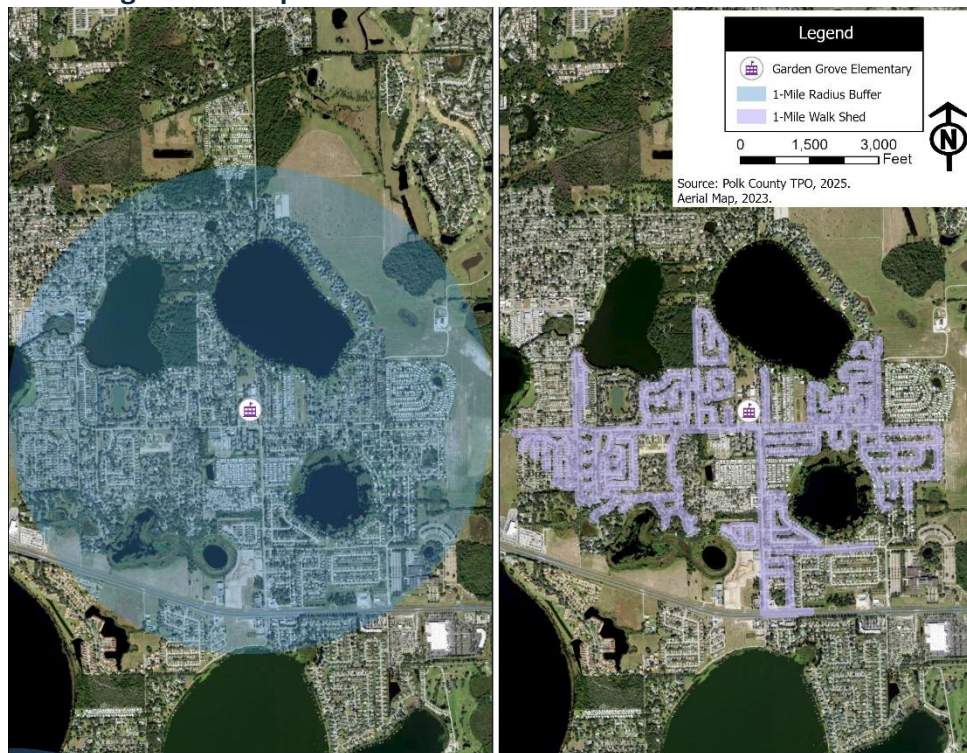 Legend
Garden Grove Elementary
1-Mile Radius Buffer
1-Mile Walk Shed
0 1,500 3,000
Feet
N
Source: Polk County TPO, 2025.
Aerial Map, 2023.